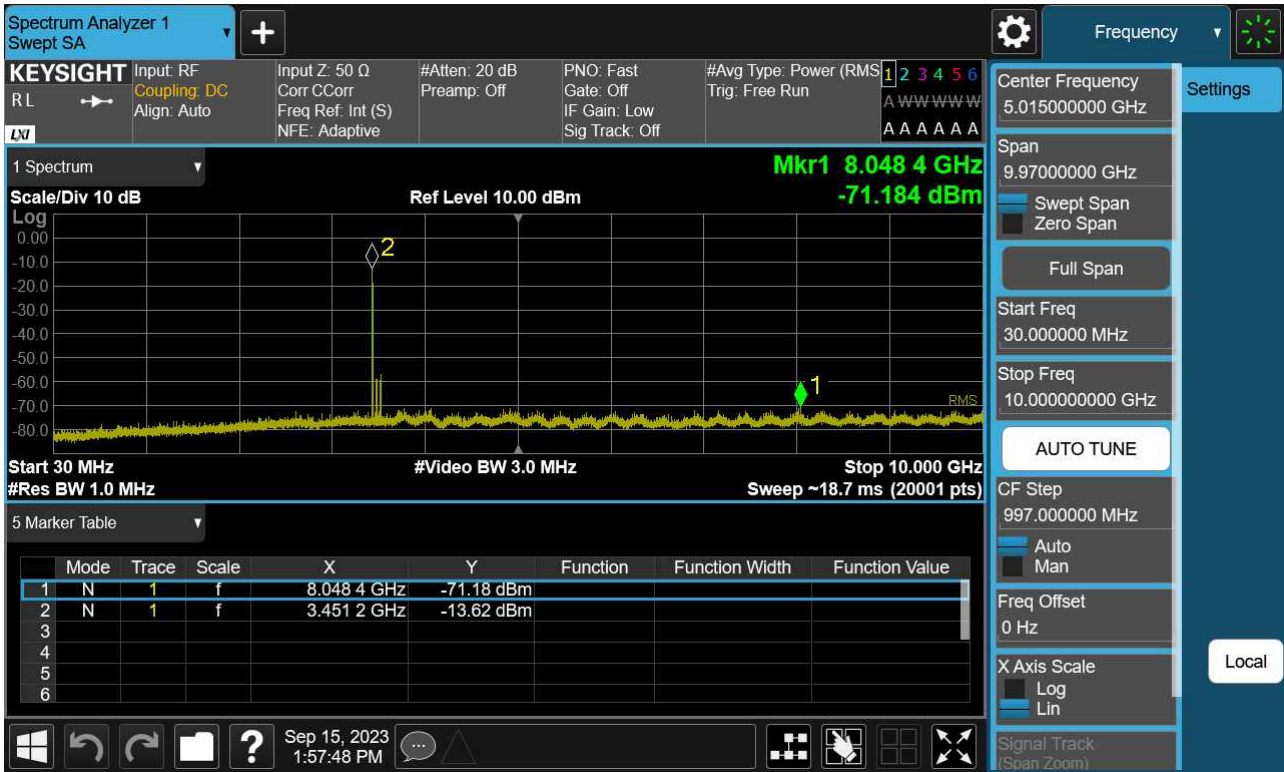 Spectrum Analyzer 1
Swept SA
+
Frequency
KEYSIGHT
RL
LXI
Input: RF
Coupling: DC
Align: Auto
Input Z: 50 Ω
Corr CCorr
Freq Ref: Int (S)
NFE: Adaptive
#Atten: 20 dB
Preamp: Off
PNO: Fast
Gate: Off
IF Gain: Low
Sig Track: Off
#Avg Type: Power (RMS
Trig: Free Run
1 2 3 4 5 6
A W W W W W
A A A A A A
1 Spectrum
Mkr1 8.048 4 GHz
-71.184 dBm
Scale/Div 10 dB
Ref Level 10.00 dBm
Log
0.00
-10.0
-20.0
-30.0
-40.0
-50.0
-60.0
-70.0
-80.0
2
1
RMS
Start 30 MHz
#Video BW 3.0 MHz
Stop 10.000 GHz
#Res BW 1.0 MHz
Sweep ~18.7 ms (20001 pts)
5 Marker Table
Mode Trace Scale X Y Function Function Width Function Value
1 N 1 f 8.048 4 GHz -71.18 dBm
2 N 1 f 3.451 2 GHz -13.62 dBm
3
4
5
6
?
Sep 15, 2023
1:57:48 PM
Center Frequency
5.015000000 GHz
Settings
Span
9.97000000 GHz
Swept Span
Zero Span
Full Span
Start Freq
30.000000 MHz
Stop Freq
10.000000000 GHz
AUTO TUNE
CF Step
997.000000 MHz
Auto
Man
Freq Offset
0 Hz
X Axis Scale
Log
Lin
Local
Signal Track
(Span Zoom)